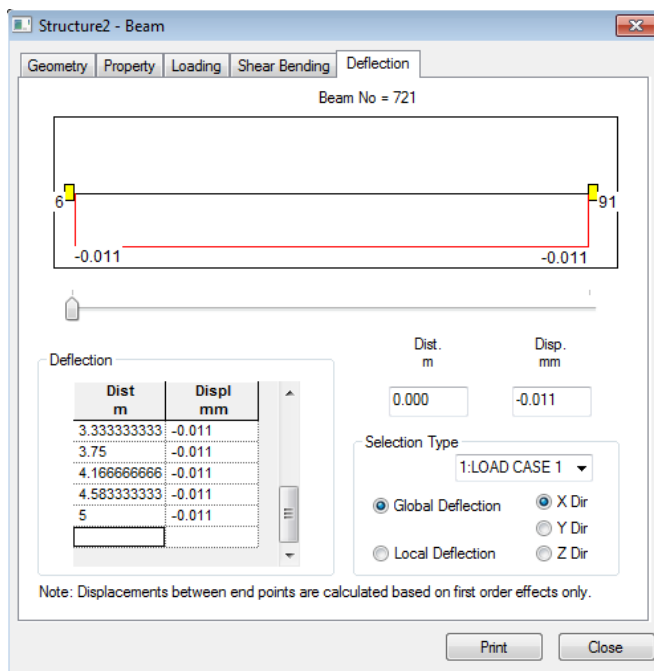 Structure2 - Beam
Geometry Property Loading Shear Bending Deflection
Beam No = 721
6 91
-0.011 -0.011
Dist. Disp.
m mm
0.000 -0.011
Deflection
Dist Displ
m mm
3.333333333 -0.011
3.75 -0.011
4.166666666 -0.011
4.583333333 -0.011
5 -0.011
Selection Type
1:LOAD CASE 1
Global Deflection X Dir
Y Dir
Local Deflection Z Dir
Note: Displacements between end points are calculated based on first order effects only.
Print Close